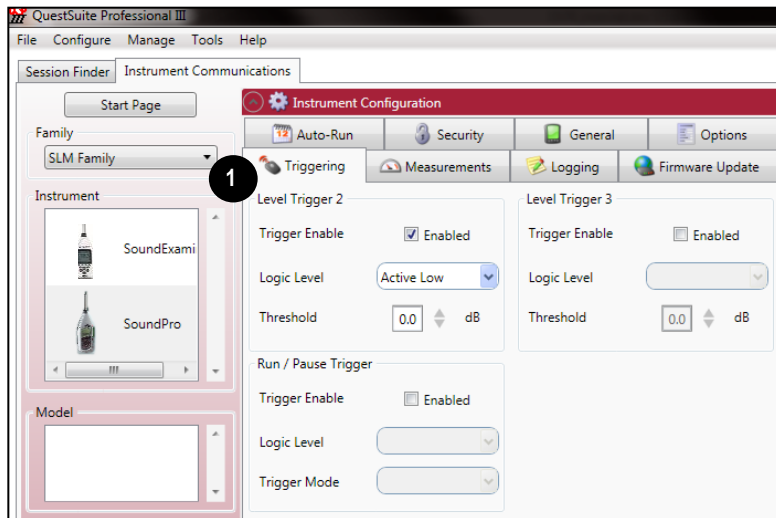 QuestSuite Professional III
File Configure Manage Tools Help
Session Finder Instrument Communications
Start Page
Instrument Configuration
Family
SLM Family
12 Auto-Run Security General Options
1 Triggering Measurements Logging Firmware Update
Instrument
SoundExami
SoundPro
Model
Level Trigger 2
Trigger Enable Enabled
Logic Level Active Low
Threshold 0.0 dB
Level Trigger 3
Trigger Enable Enabled
Logic Level
Threshold 0.0 dB
Run / Pause Trigger
Trigger Enable Enabled
Logic Level
Trigger Mode